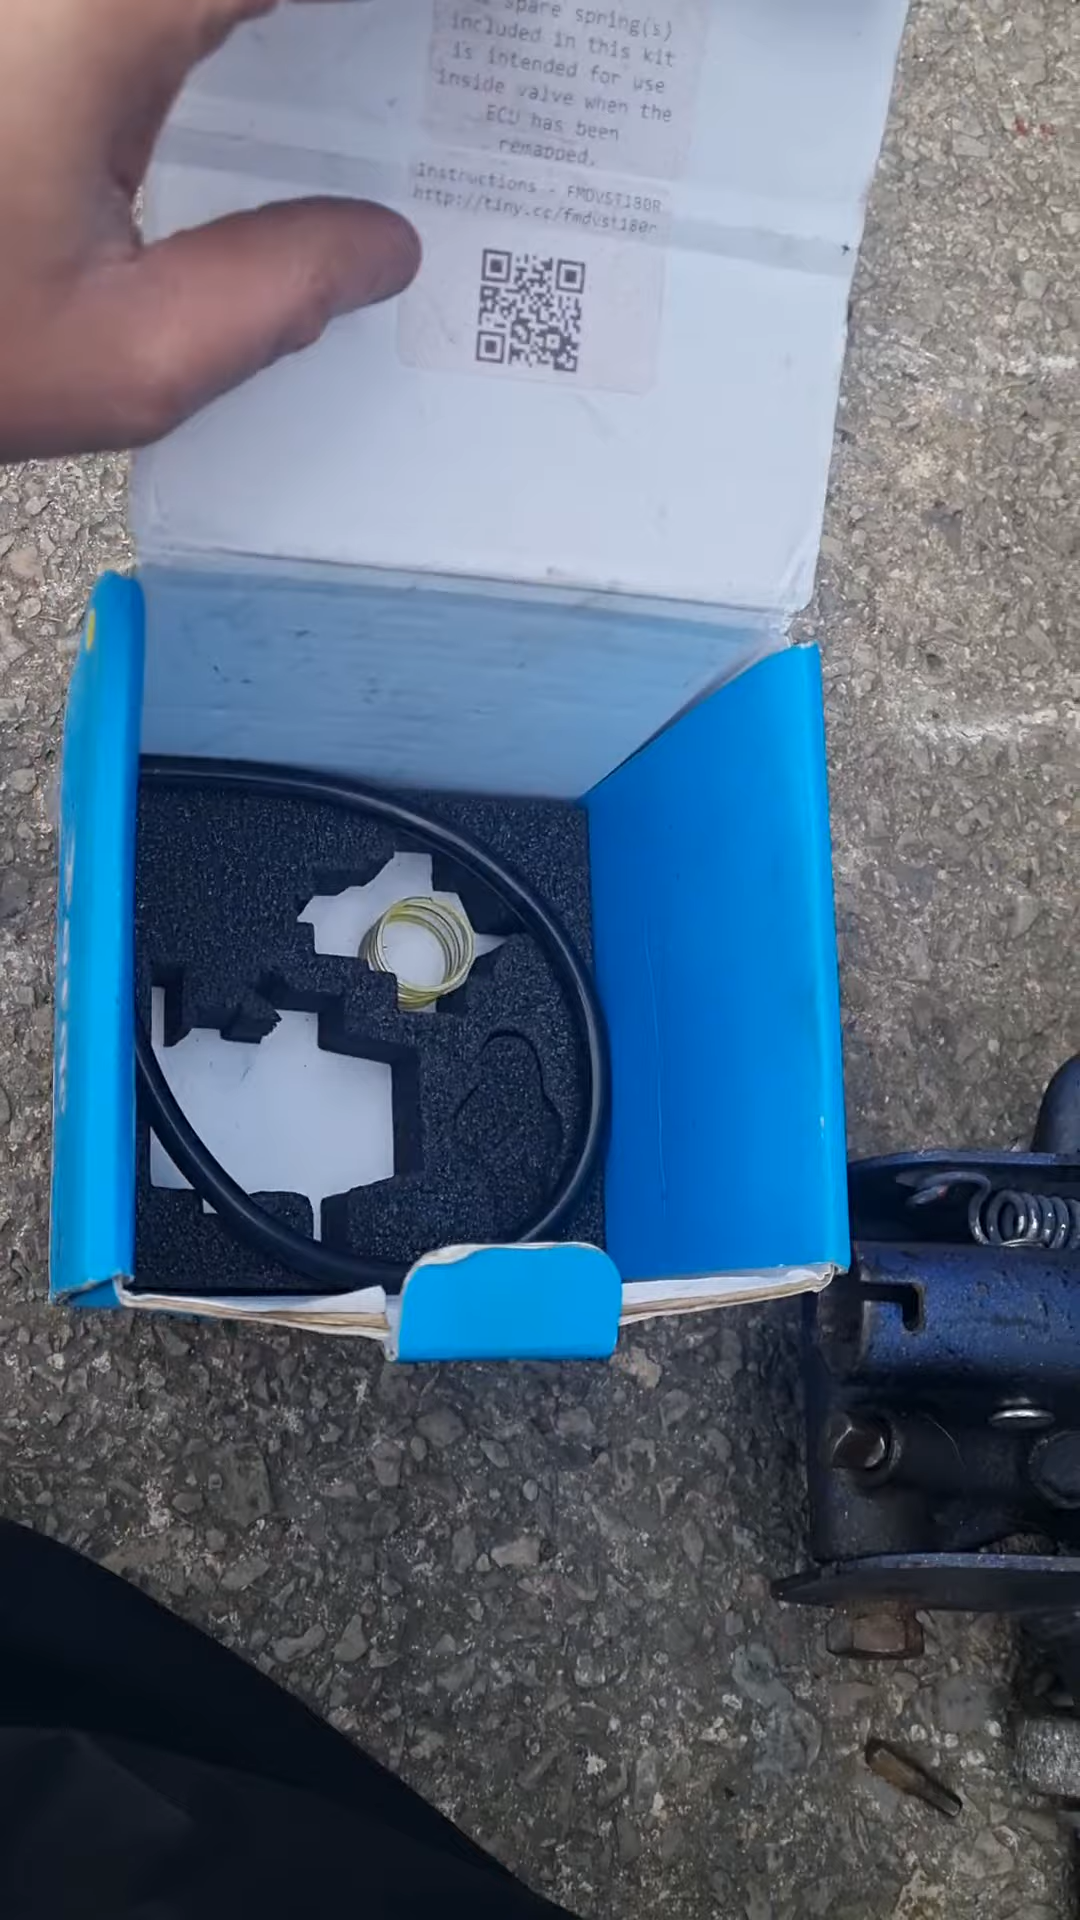 spare spring(s)
included in this kit
is intended for use
inside valve when the
ECU has been
remapped.
Instructions - FMDVST180R
http://tiny.cc/fmdvst180r